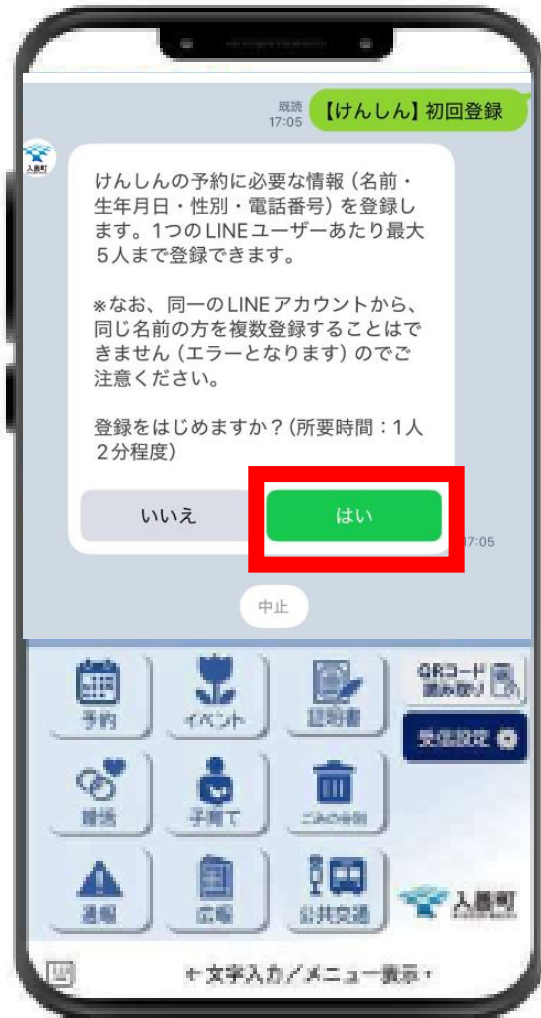 既読
17:05
【けんしん】初回登録
入善町
けんしんの予約に必要な情報（名前・
生年月日・性別・電話番号）を登録し
ます。1つのLINEユーザーあたり最大
5人まで登録できます。
※なお、同一のLINEアカウントから、
同じ名前の方を複数登録することはで
きません（エラーとなります）のでご
注意ください。
登録をはじめますか？（所要時間：1人
2分程度）
いいえ
はい
17:05
中止
予約
イベント
証明書
QRコード
読み取り
受信設定
婚活
子育て
ごみの分別
通報
広報
公共交通
入善町
←文字入力／メニュー表示・